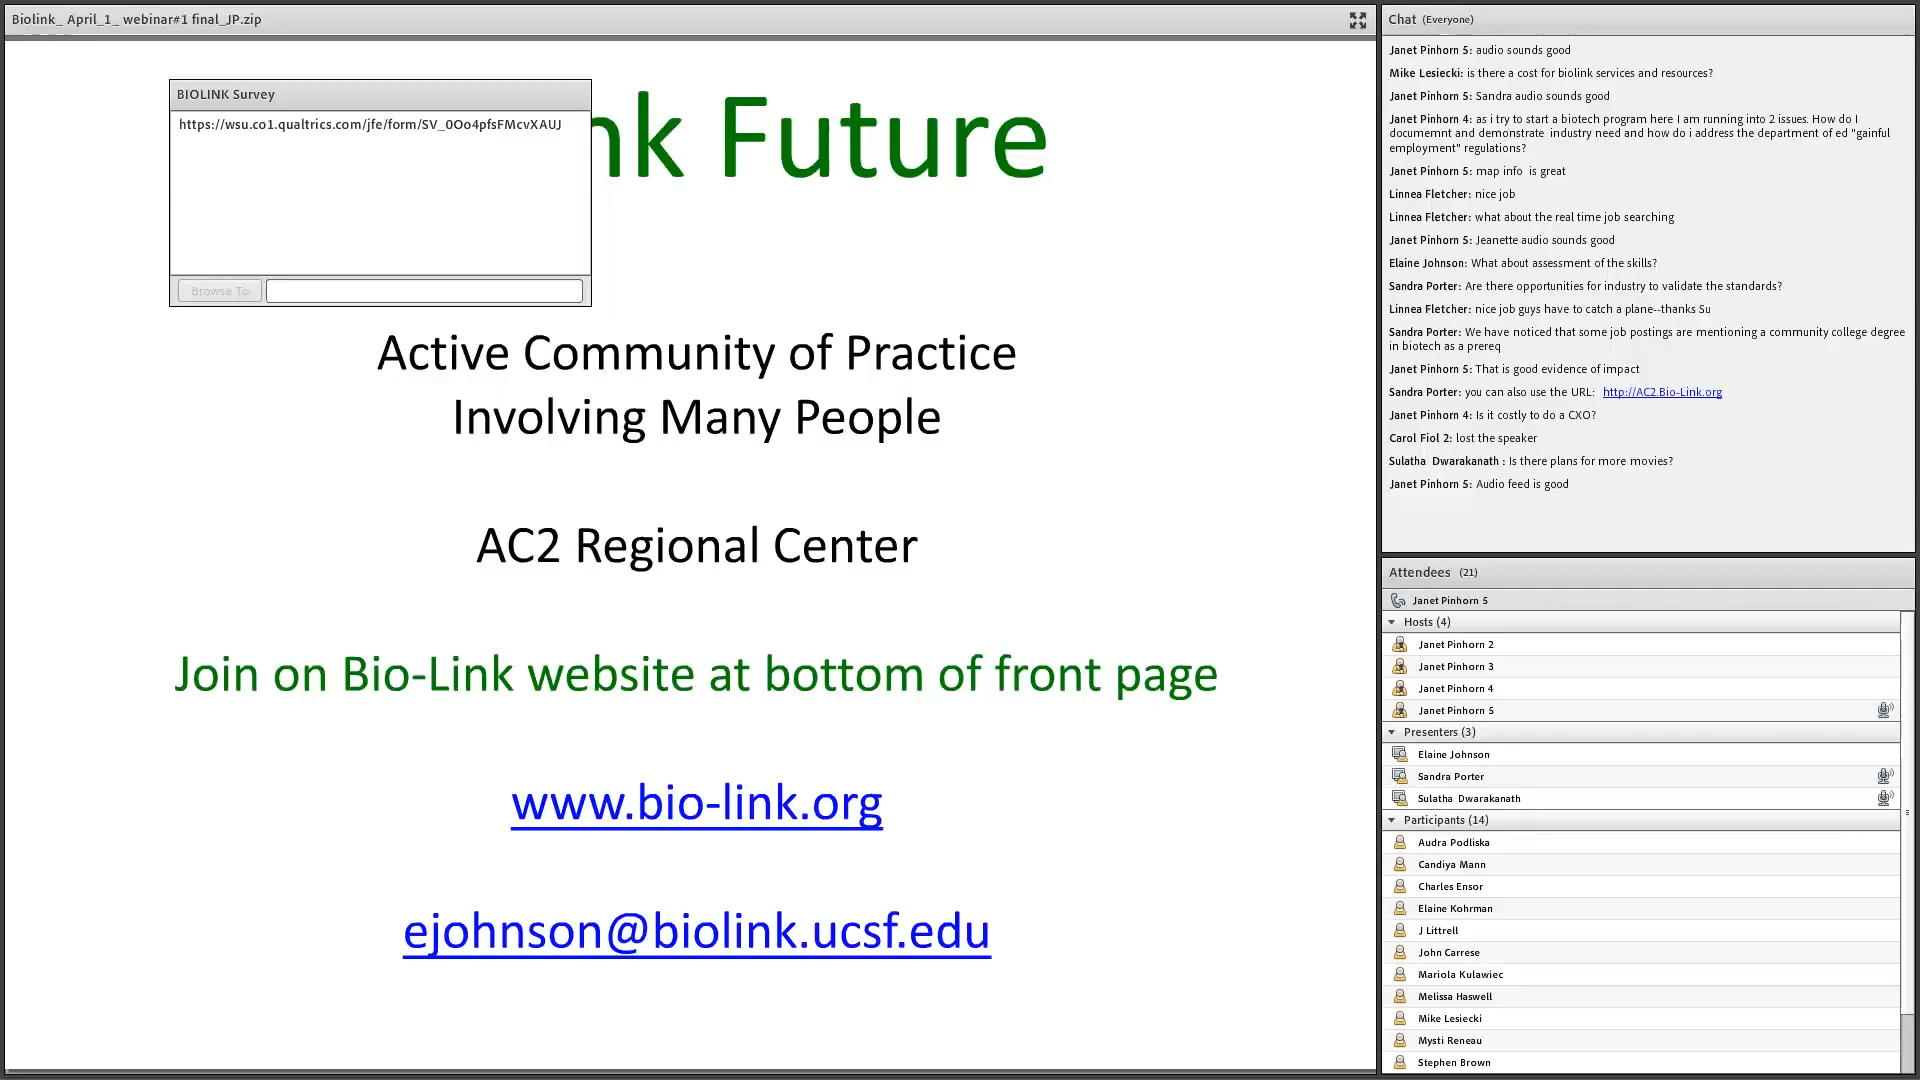 Biolink_ April_1_ webinar#1 final_JP.zip
BIOLINK Survey
https://wsu.co1.qualtrics.com/jfe/form/SV_0Oo4pfsFMcvXAUJ
Browse To
nk Future
Active Community of Practice
Involving Many People
AC2 Regional Center
Join on Bio-Link website at bottom of front page
www.bio-link.org
ejohnson@biolink.ucsf.edu
Chat (Everyone)
Janet Pinhorn 5: audio sounds good
Mike Lesiecki: is there a cost for biolink services and resources?
Janet Pinhorn 5: Sandra audio sounds good
Janet Pinhorn 4: as i try to start a biotech program here I am running into 2 issues. How do I
documemnt and demonstrate industry need and how do i address the department of ed "gainful
employment" regulations?
Janet Pinhorn 5: map info is great
Linnea Fletcher: nice job
Linnea Fletcher: what about the real time job searching
Janet Pinhorn 5: Jeanette audio sounds good
Elaine Johnson: What about assessment of the skills?
Sandra Porter: Are there opportunities for industry to validate the standards?
Linnea Fletcher: nice job guys have to catch a plane--thanks Su
Sandra Porter: We have noticed that some job postings are mentioning a community college degree
in biotech as a prereq
Janet Pinhorn 5: That is good evidence of impact
Sandra Porter: you can also use the URL: http://AC2.Bio-Link.org
Janet Pinhorn 4: Is it costly to do a CXO?
Carol Fiol 2: lost the speaker
Sulatha Dwarakanath : Is there plans for more movies?
Janet Pinhorn 5: Audio feed is good
Attendees (21)
Janet Pinhorn 5
Hosts (4)
Janet Pinhorn 2
Janet Pinhorn 3
Janet Pinhorn 4
Janet Pinhorn 5
Presenters (3)
Elaine Johnson
Sandra Porter
Sulatha Dwarakanath
Participants (14)
Audra Podliska
Candiya Mann
Charles Ensor
Elaine Kohrman
J Littrell
John Carrese
Mariola Kulawiec
Melissa Haswell
Mike Lesiecki
Mysti Reneau
Stephen Brown